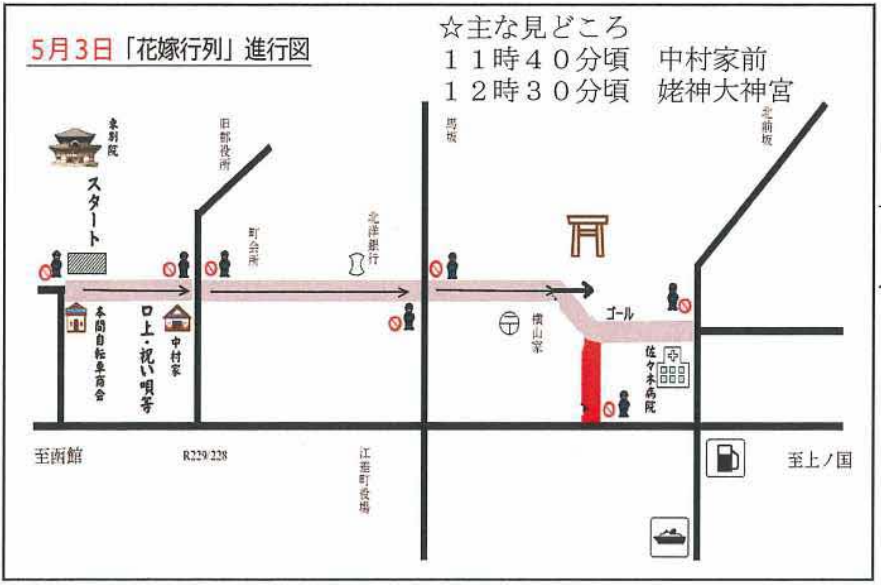 5月3日「花嫁行列」進行図
☆主な見どころ
11時40分頃　中村家前
12時30分頃　姥神大神宮
東別院
旧郡役所
馬坂
北前坂
スタート
町会所
北洋銀行
本間自転車商会
口上・祝い唄等
中村家
横山家
ゴール
佐々木病院
至函館
R229/228
江差町役場
至上ノ国